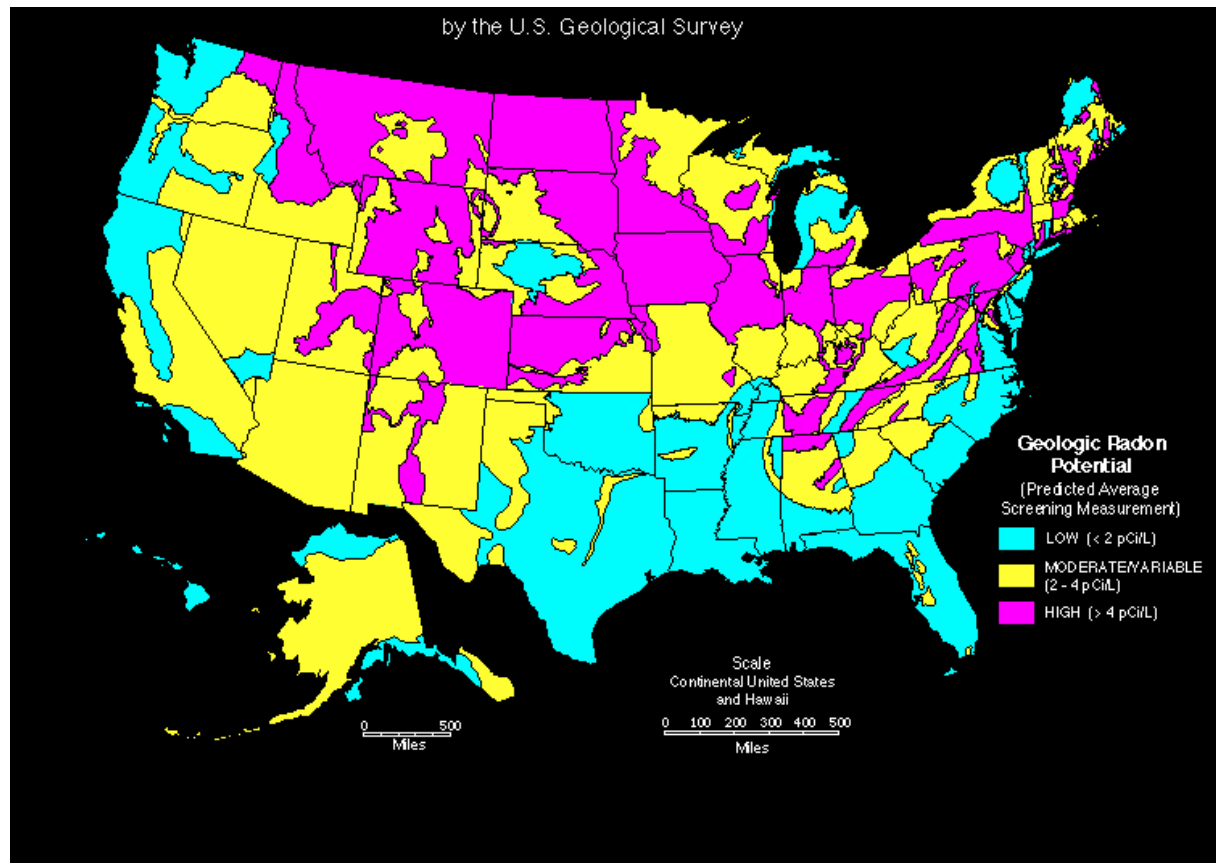 by the U.S. Geological Survey
Geologic Radon
Potential
(Predicted Average
Screening Measurement)
LOW (< 2 pCi/L)
MODERATE/VARIABLE
(2 - 4 pCi/L)
HIGH (> 4 pCi/L)
Scale
Continental United States
and Hawaii
0 500
Miles
0 100 200 300 400 500
Miles